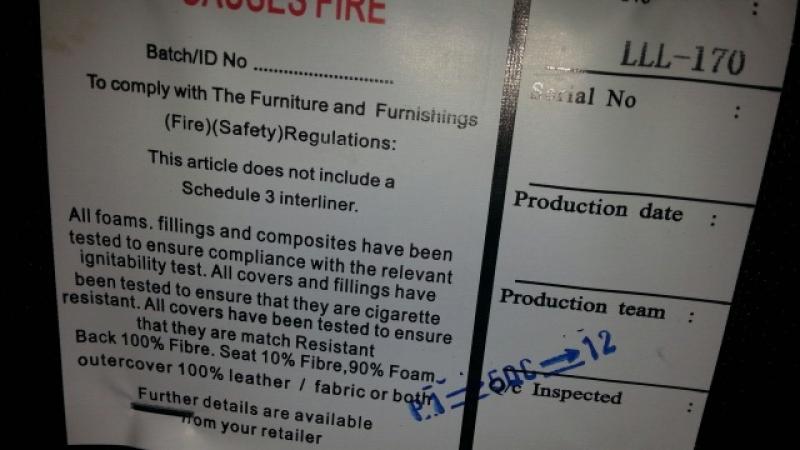 CAUSES FIRE
Batch/ID No ............................
To comply with The Furniture and Furnishings
(Fire)(Safety)Regulations:
This article does not include a
Schedule 3 interliner.
All foams. fillings and composites have been
tested to ensure compliance with the relevant
ignitability test. All covers and fillings have
been tested to ensure that they are cigarette
resistant. All covers have been tested to ensure
that they are match Resistant
Back 100% Fibre. Seat 10% Fibre,90% Foam
outercover 100% leather / fabric or both
Further details are available
from your retailer
:
LLL-170
Serial No :
Production date :
Production team :
12
Q/c Inspected :